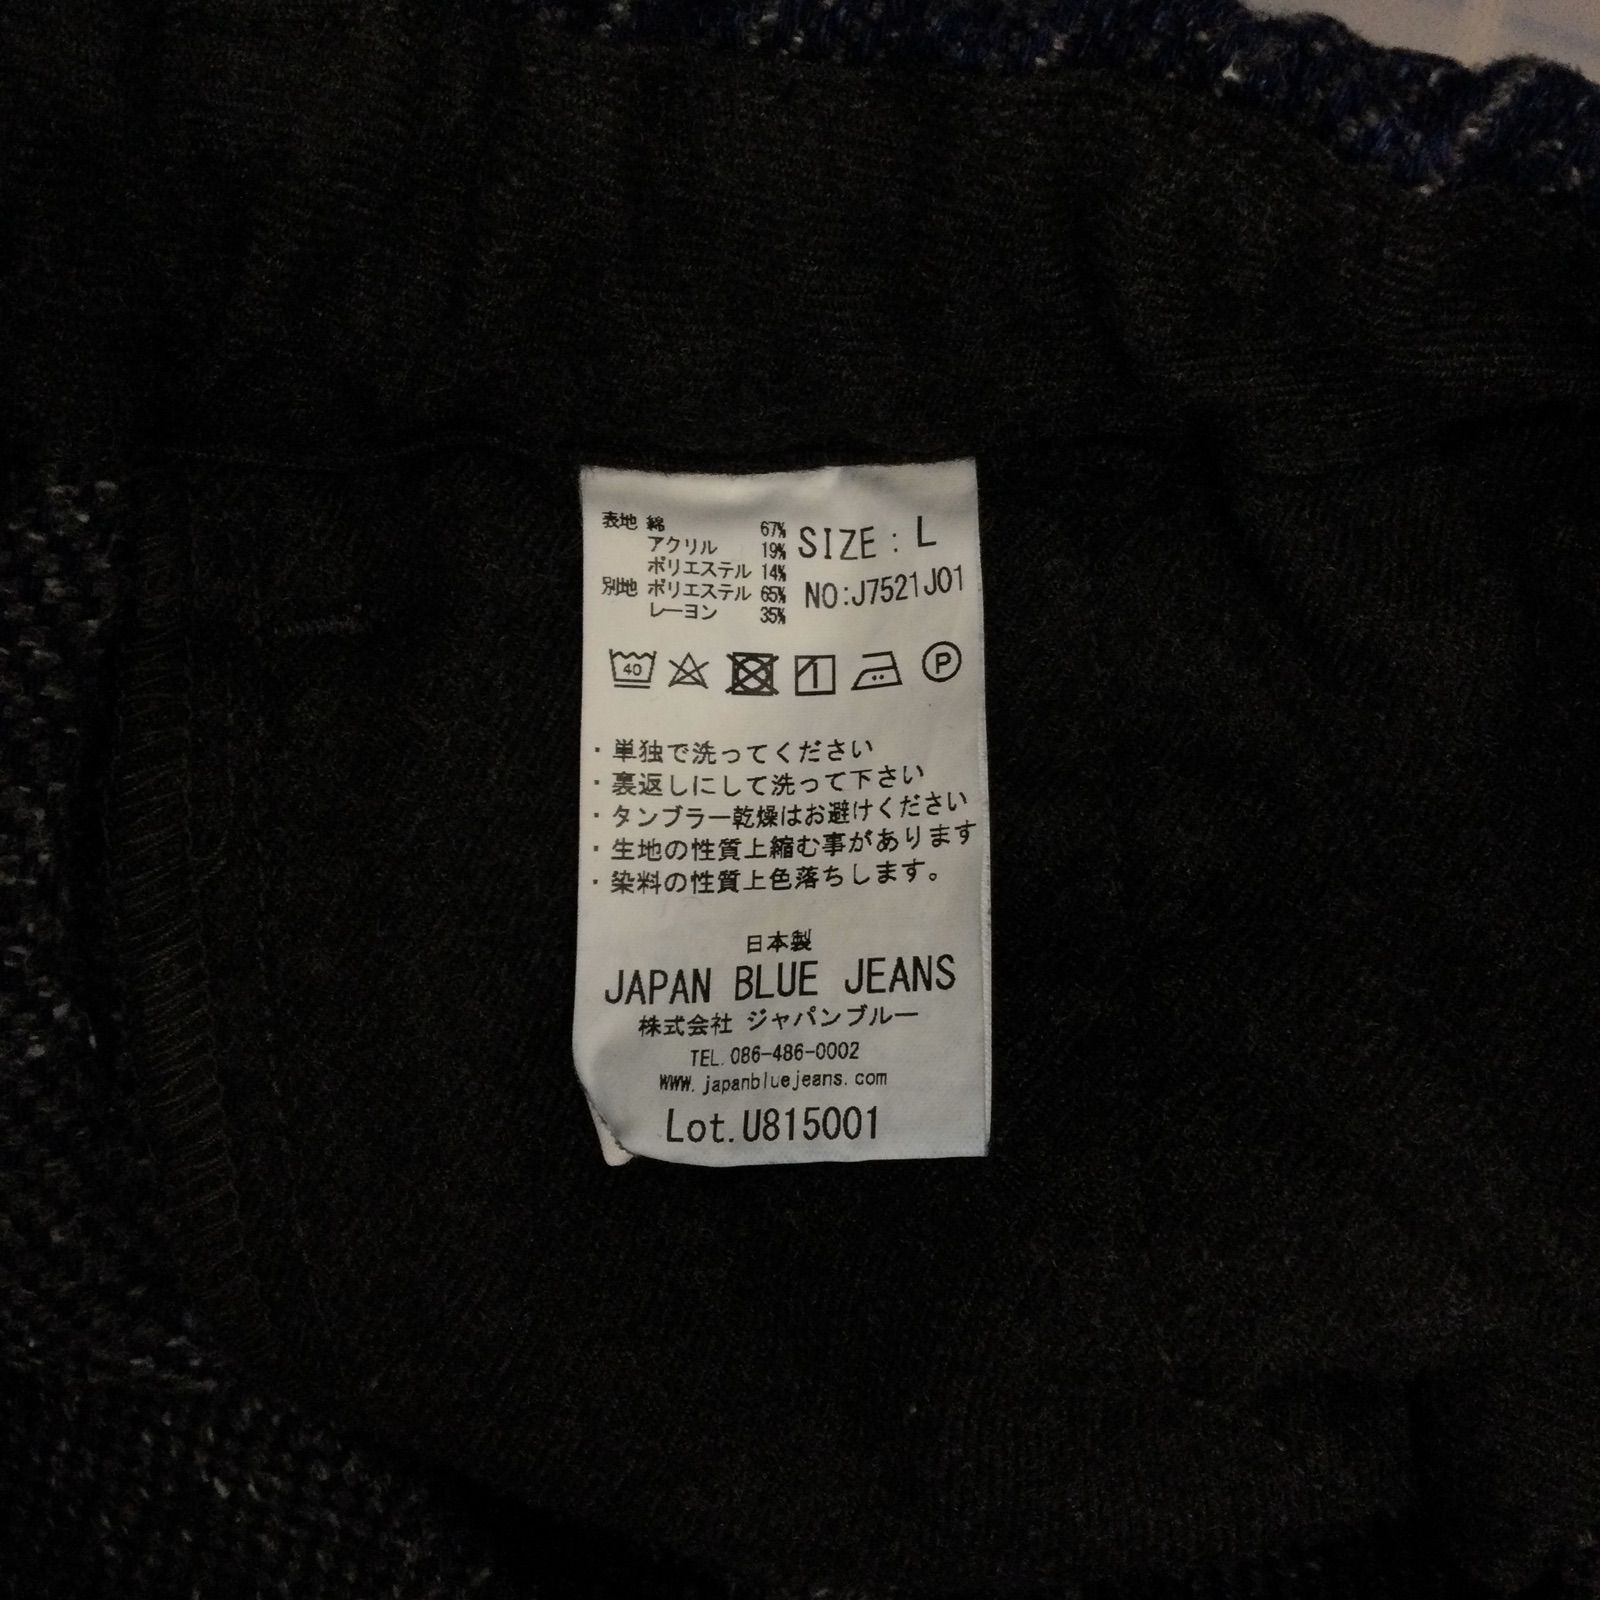 表地 綿 67%
アクリル 19%
ポリエステル 14%
別地 ポリエステル 65%
レーヨン 35%
SIZE : L
NO:J7521J01
40
P
・単独で洗ってください
・裏返しにして洗って下さい
・タンブラー乾燥はお避けください
・生地の性質上縮む事があります
・染料の性質上色落ちします。
日本製
JAPAN BLUE JEANS
株式会社 ジャパンブルー
TEL. 086-486-0002
www. japanbluejeans. com
Lot. U815001